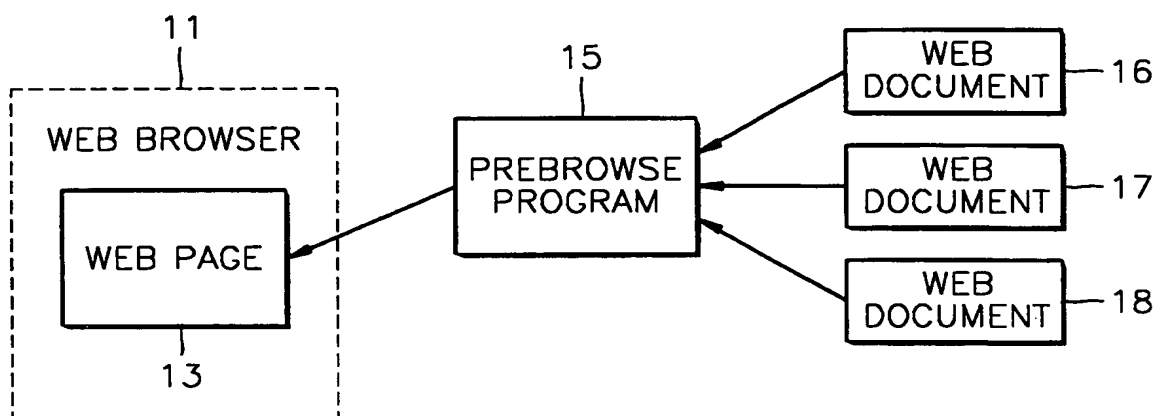 11
WEB BROWSER
WEB PAGE
13
15
PREBROWSE
PROGRAM
WEB
DOCUMENT
16
WEB
DOCUMENT
17
WEB
DOCUMENT
18